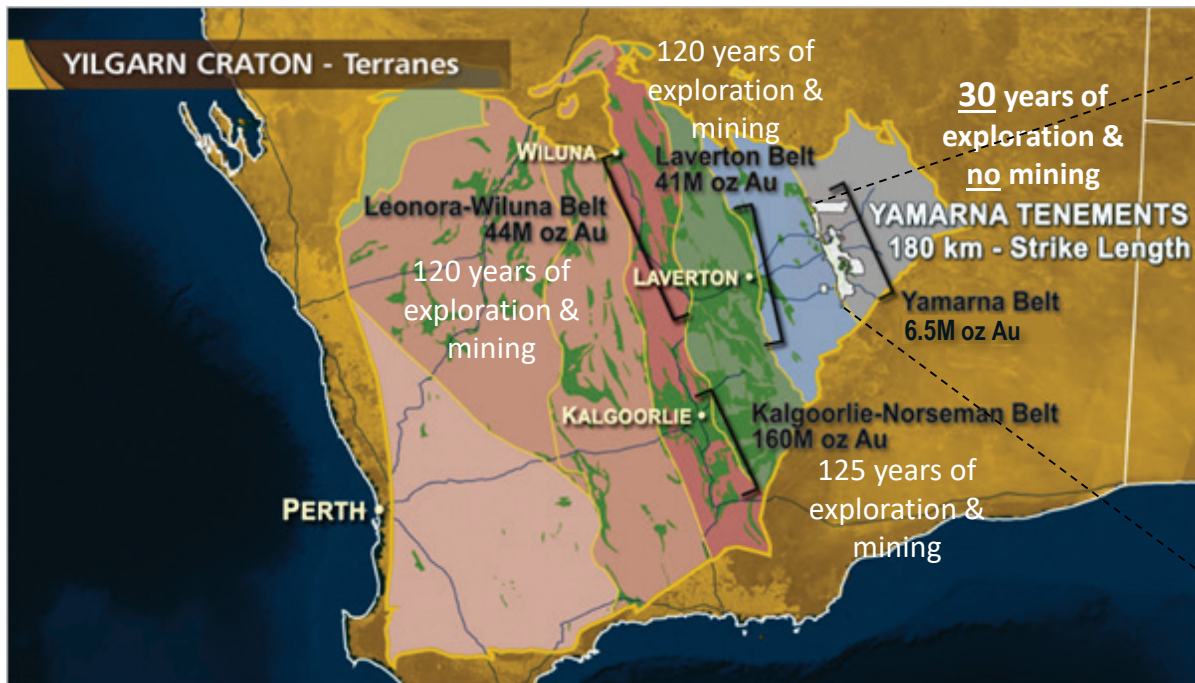 YILGARN CRATON - Terranes
120 years of
exploration &
mining
30 years of
exploration &
no mining
WILUNA
Laverton Belt
41M oz Au
Leonora-Wiluna Belt
44M oz Au
YAMARNA TENEMENTS
180 km - Strike Length
120 years of
exploration &
mining
LAVERTON
Yamarna Belt
6.5M oz Au
KALGOORLIE
Kalgoorlie-Norseman Belt
160M oz Au
125 years of
exploration &
mining
PERTH